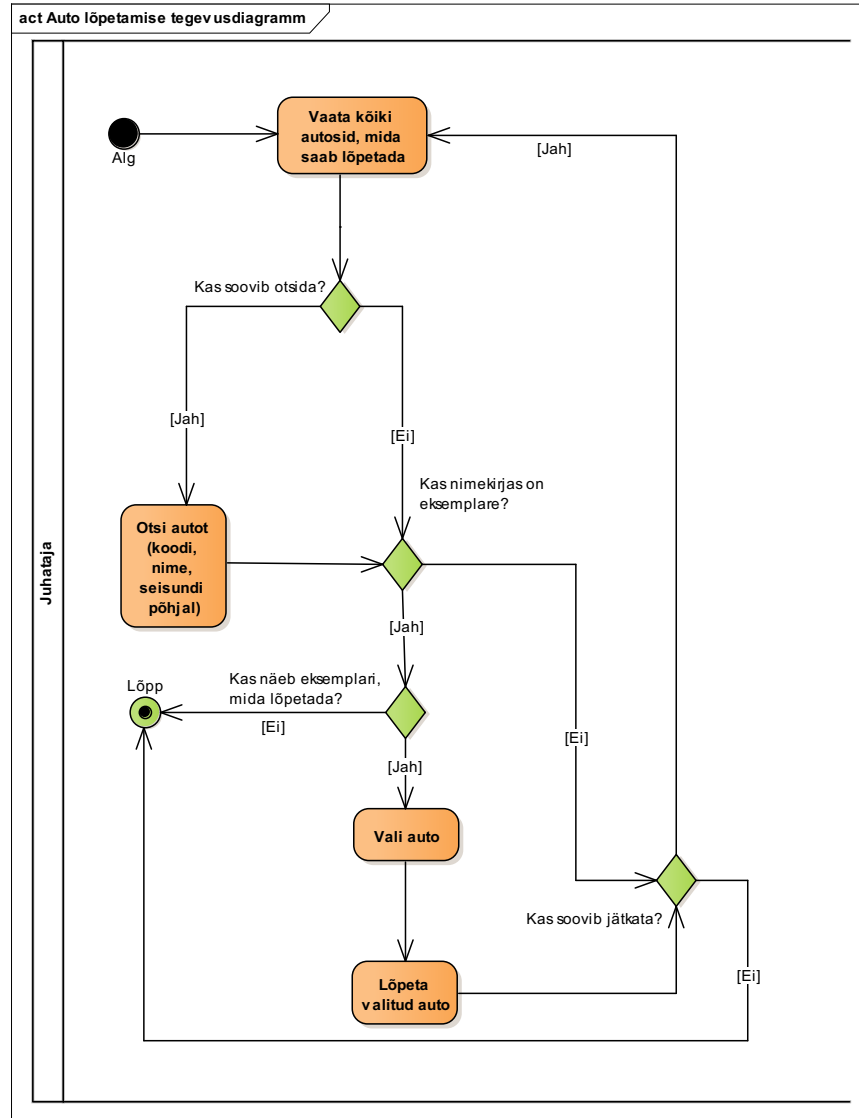 act Auto lõpetamise tegevusdiagramm
Juhataja
Alg
Vaata kõiki
autosid, mida
saab lõpetada
[Jah]
Kas soovib otsida?
[Jah]
[Ei]
Kas nimekirjas on
eksemplare?
Otsi autot
(koodi,
nime,
seisundi
põhjal)
[Jah]
Kas näeb eksemplari,
mida lõpetada?
Lõpp
[Ei]
[Ei]
[Jah]
Vali auto
Kas soovib jätkata?
[Ei]
Lõpeta
valitud auto